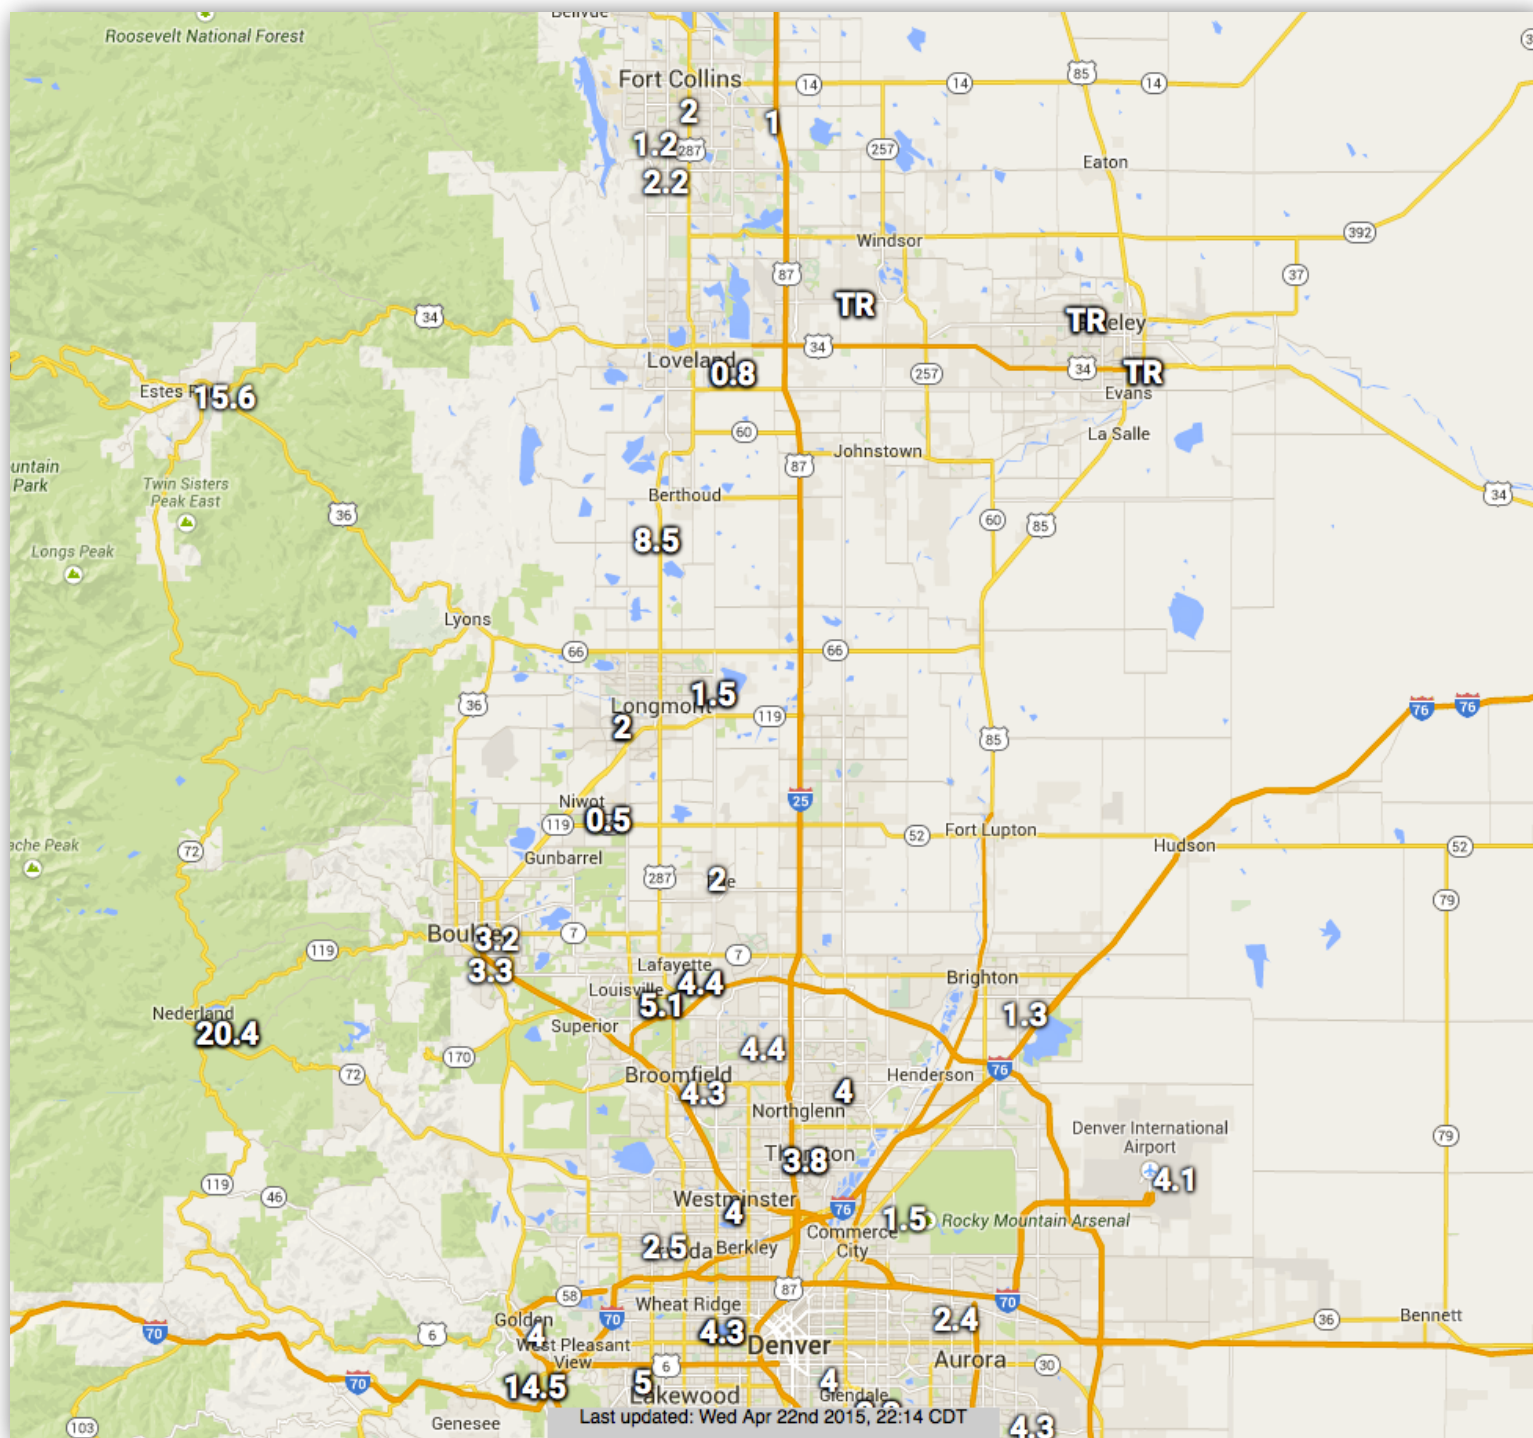 Bellvue
Roosevelt National Forest
Fort Collins
14
14
85
14
2
1
1.2
287
257
Eaton
2.2
392
Windsor
87
37
TR
34
TR
eley
34
Loveland
0.8
34
257
34
TR
Estes P
15.6
Evans
60
La Salle
Johnstown
untain
Park
87
Twin Sisters
Peak East
Berthoud
34
36
60
85
8.5
Longs Peak
Lyons
66
66
1.5
36
Longmont
119
76
76
2
85
25
Niwot
0.5
119
52
Fort Lupton
Hudson
ache Peak
72
Gunbarrel
52
287
2
79
Boul
3.2
7
119
7
Lafayette
3.3
4.4
Brighton
Louisville
5.1
Nederland
20.4
Superior
1.3
4.4
170
72
Broomfield
4.3
Henderson
76
4
Northglenn
Denver International
Airport
79
Th
3.8
nton
4.1
119
46
Westminster
4
76
1.5
Rocky Mountain Arsenal
Commerce
City
2.5
da
Berkley
87
58
70
Wheat Ridge
70
Golden
4
4.3
Denver
2.4
36
Bennett
70
6
West Pleasant
View
6
Aurora
30
70
14.5
5
Lakewood
4
Glendale
103
Genesee
Last updated: Wed Apr 22nd 2015, 22:14 CDT
4.3